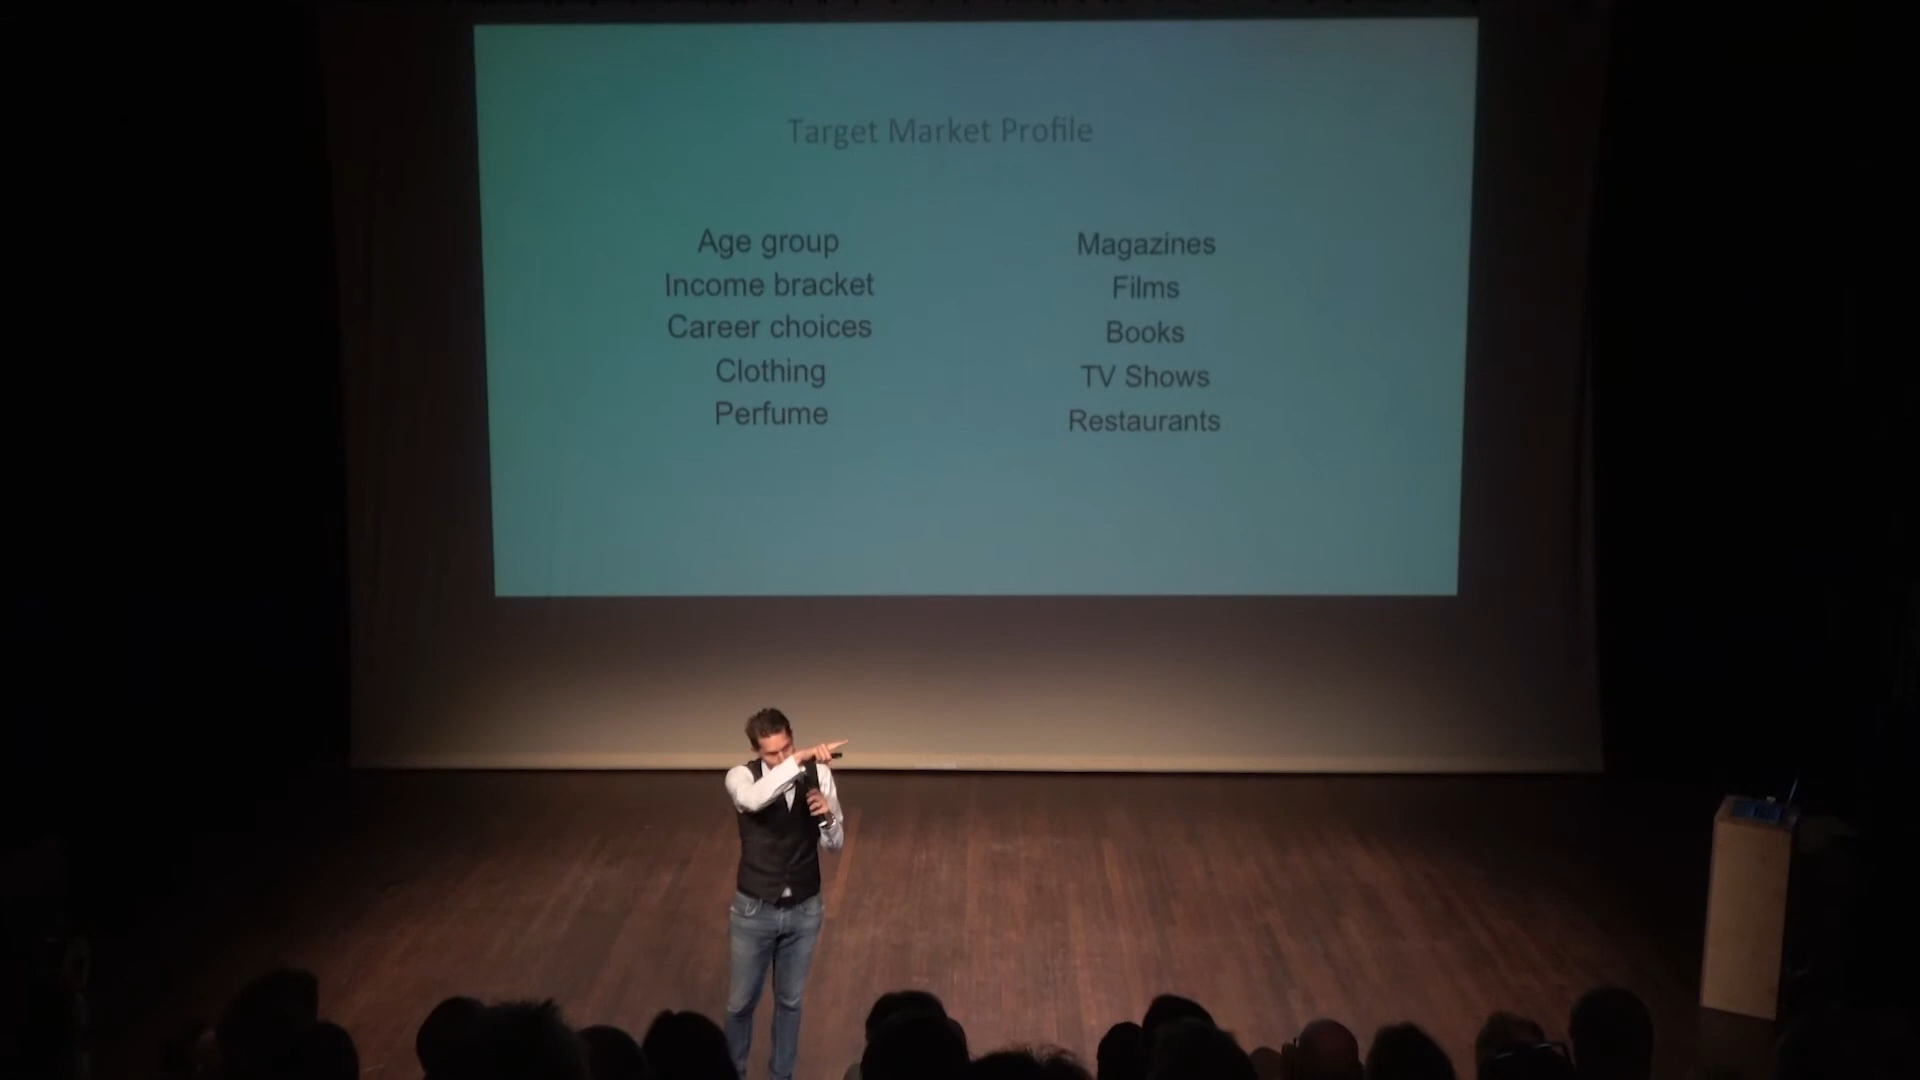 Target Market Profile
Age group
Income bracket
Career choices
Clothing
Perfume
Magazines
Films
Books
TV Shows
Restaurants